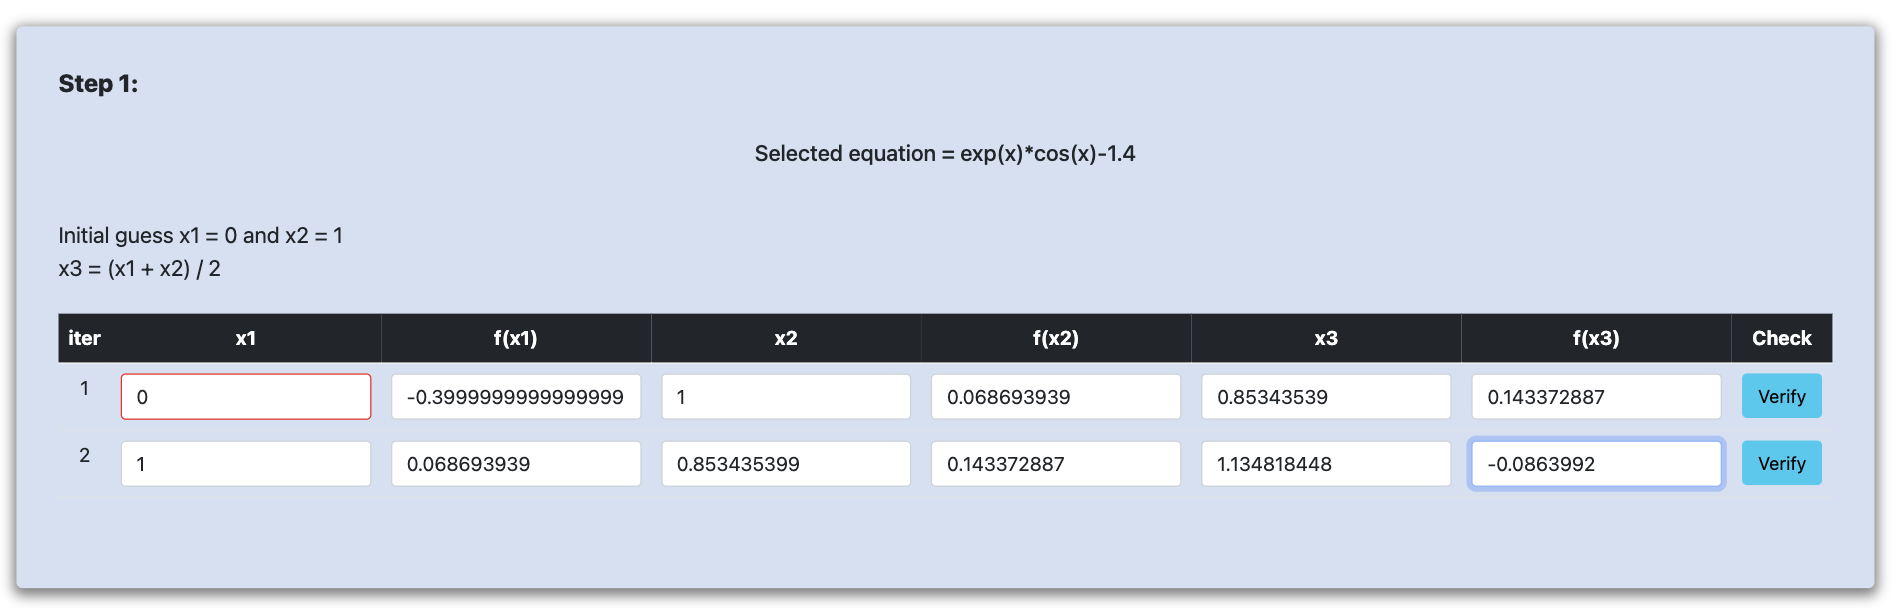 Step 1:
Selected equation = exp(x)*cos(x)-1.4
Initial guess x1 = 0 and x2 = 1
x3 = (x1 + x2) / 2
iter x1 f(x1) x2 f(x2) x3 f(x3) Check
1 0 -0.3999999999999999 1 0.068693939 0.85343539 0.143372887 Verify
2 1 0.068693939 0.853435399 0.143372887 1.134818448 -0.0863992 Verify